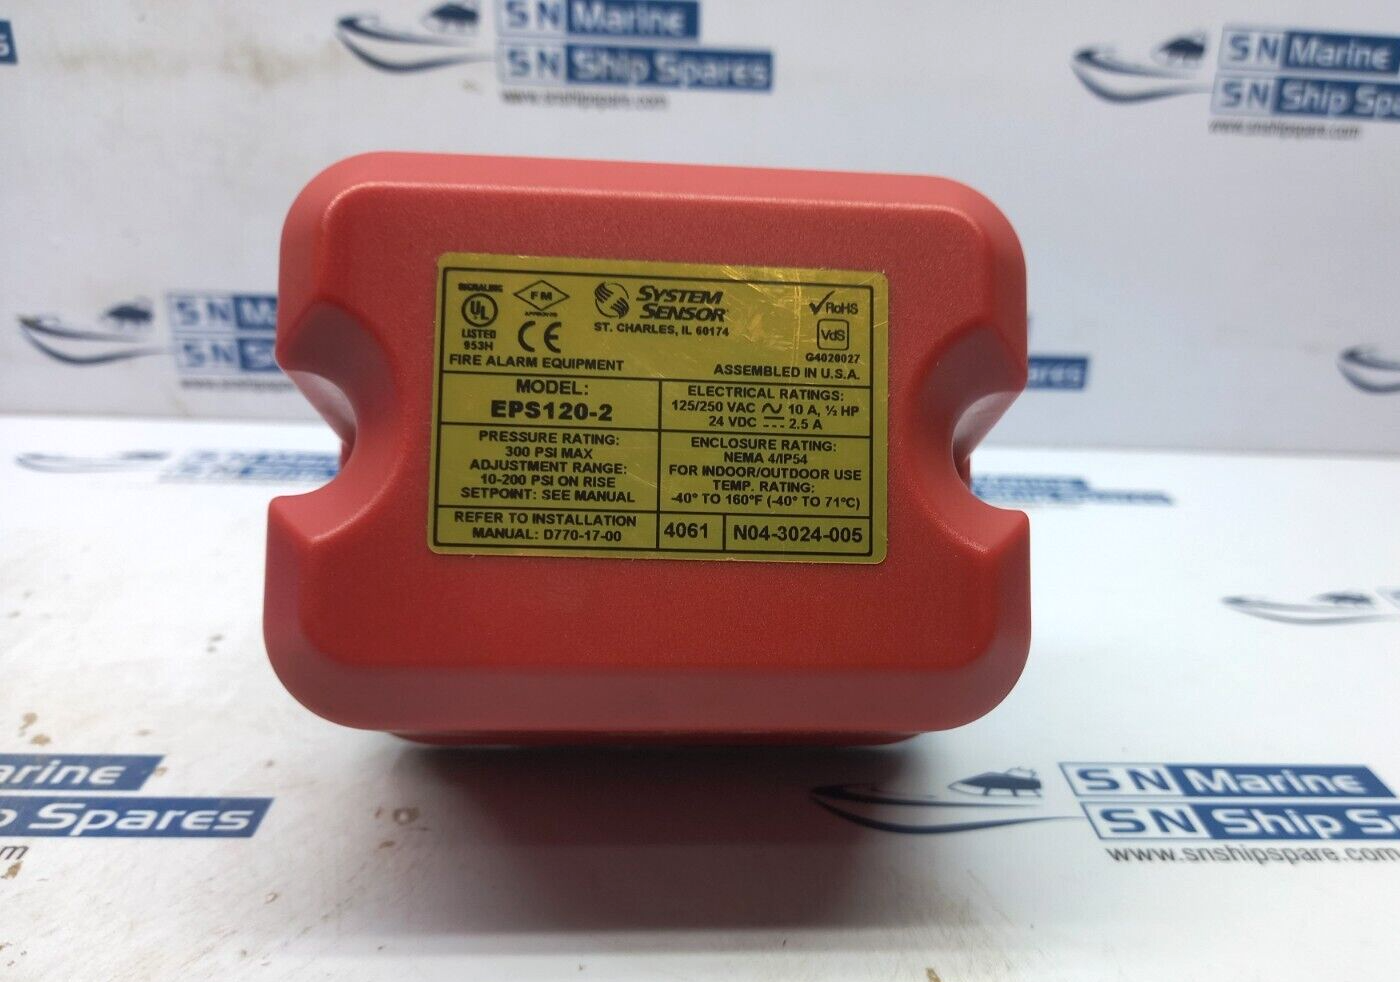 SN Marine
SN Ship Spares
www.snshipspare.com
SN Marine
SN Ship Spares
www.snshipspare.com
SIGNALING
UL
LISTED
953H
FM
APPROVED
CE
SYSTEM
SENSOR
ST. CHARLES, IL 60174
RoHS
VdS
G4020027
FIRE ALARM EQUIPMENT
ASSEMBLED IN U.S.A.
MODEL:
EPS120-2
ELECTRICAL RATINGS:
125/250 VAC 10 A, ½ HP
24 VDC 2.5 A
PRESSURE RATING:
300 PSI MAX
ADJUSTMENT RANGE:
10-200 PSI ON RISE
SETPOINT: SEE MANUAL
ENCLOSURE RATING:
NEMA 4/IP54
FOR INDOOR/OUTDOOR USE
TEMP. RATING:
-40° TO 160°F (-40° TO 71°C)
REFER TO INSTALLATION
MANUAL: D770-17-00
4061
N04-3024-005
SN M
SN Sh
arine
Spares
om
SN Marine
SN Ship S
www.snshipspare.com